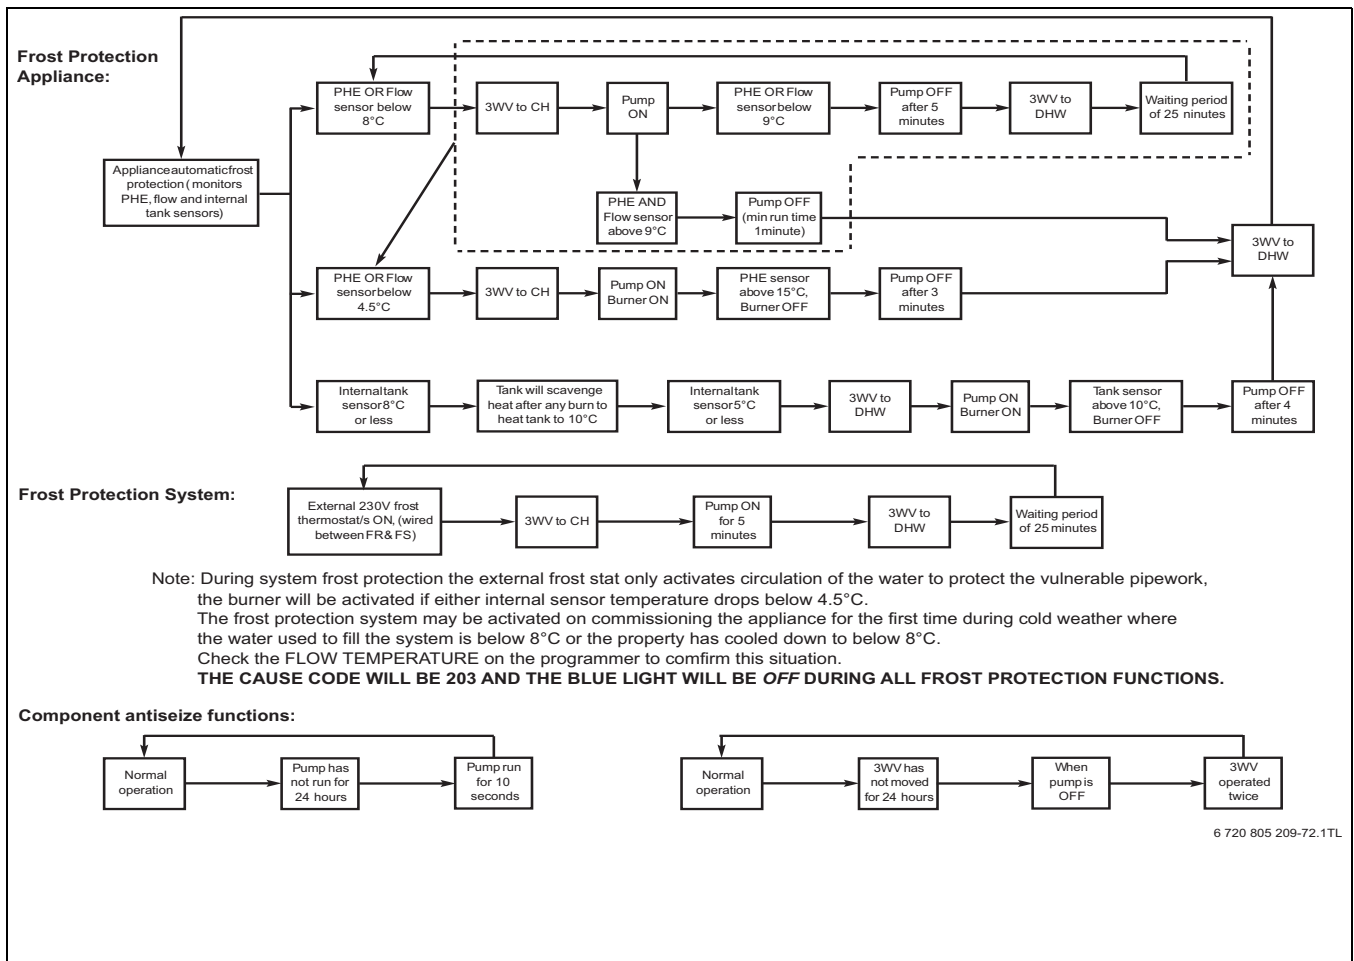 Frost Protection
Appliance:
PHE OR Flow
sensor below
8°C
3WV to CH
Pump
ON
PHE OR Flow
sensor below
9°C
Pump OFF
after 5
minutes
3WV to
DHW
Waiting period
of 25 ninutes
Appliance automatic frost
protection ( monitors
PHE, flow and internal
tank sensors)
PHE AND
Flow sensor
above 9°C
Pump OFF
(min run time
1minute)
3WV to
DHW
PHE OR Flow
sensor below
4.5°C
3WV to CH
Pump ON
Burner ON
PHE sensor
above 15°C,
Burner OFF
Pump OFF
after 3
minutes
Internal tank
sensor 8°C
or less
Tank will scavenge
heat after any burn to
heat tank to 10°C
Internal tank
sensor 5°C
or less
3WV to
DHW
Pump ON
Burner ON
Tank sensor
above 10°C,
Burner OFF
Pump OFF
after 4
minutes
Frost Protection System:
External 230V frost
thermostat/s ON, (wired
between FR & FS)
3WV to CH
Pump ON
for 5
minutes
3WV to
DHW
Waiting period
of 25 minutes
Note: During system frost protection the external frost stat only activates circulation of the water to protect the vulnerable pipework,
the burner will be activated if either internal sensor temperature drops below 4.5°C.
The frost protection system may be activated on commissioning the appliance for the first time during cold weather where
the water used to fill the system is below 8°C or the property has cooled down to below 8°C.
Check the FLOW TEMPERATURE on the programmer to comfirm this situation.
THE CAUSE CODE WILL BE 203 AND THE BLUE LIGHT WILL BE OFF DURING ALL FROST PROTECTION FUNCTIONS.
Component antiseize functions:
Normal
operation
Pump has
not run for
24 hours
Pump run
for 10
seconds
Normal
operation
3WV has
not moved
for 24 hours
When
pump is
OFF
3WV
operated
twice
6 720 805 209-72.1TL